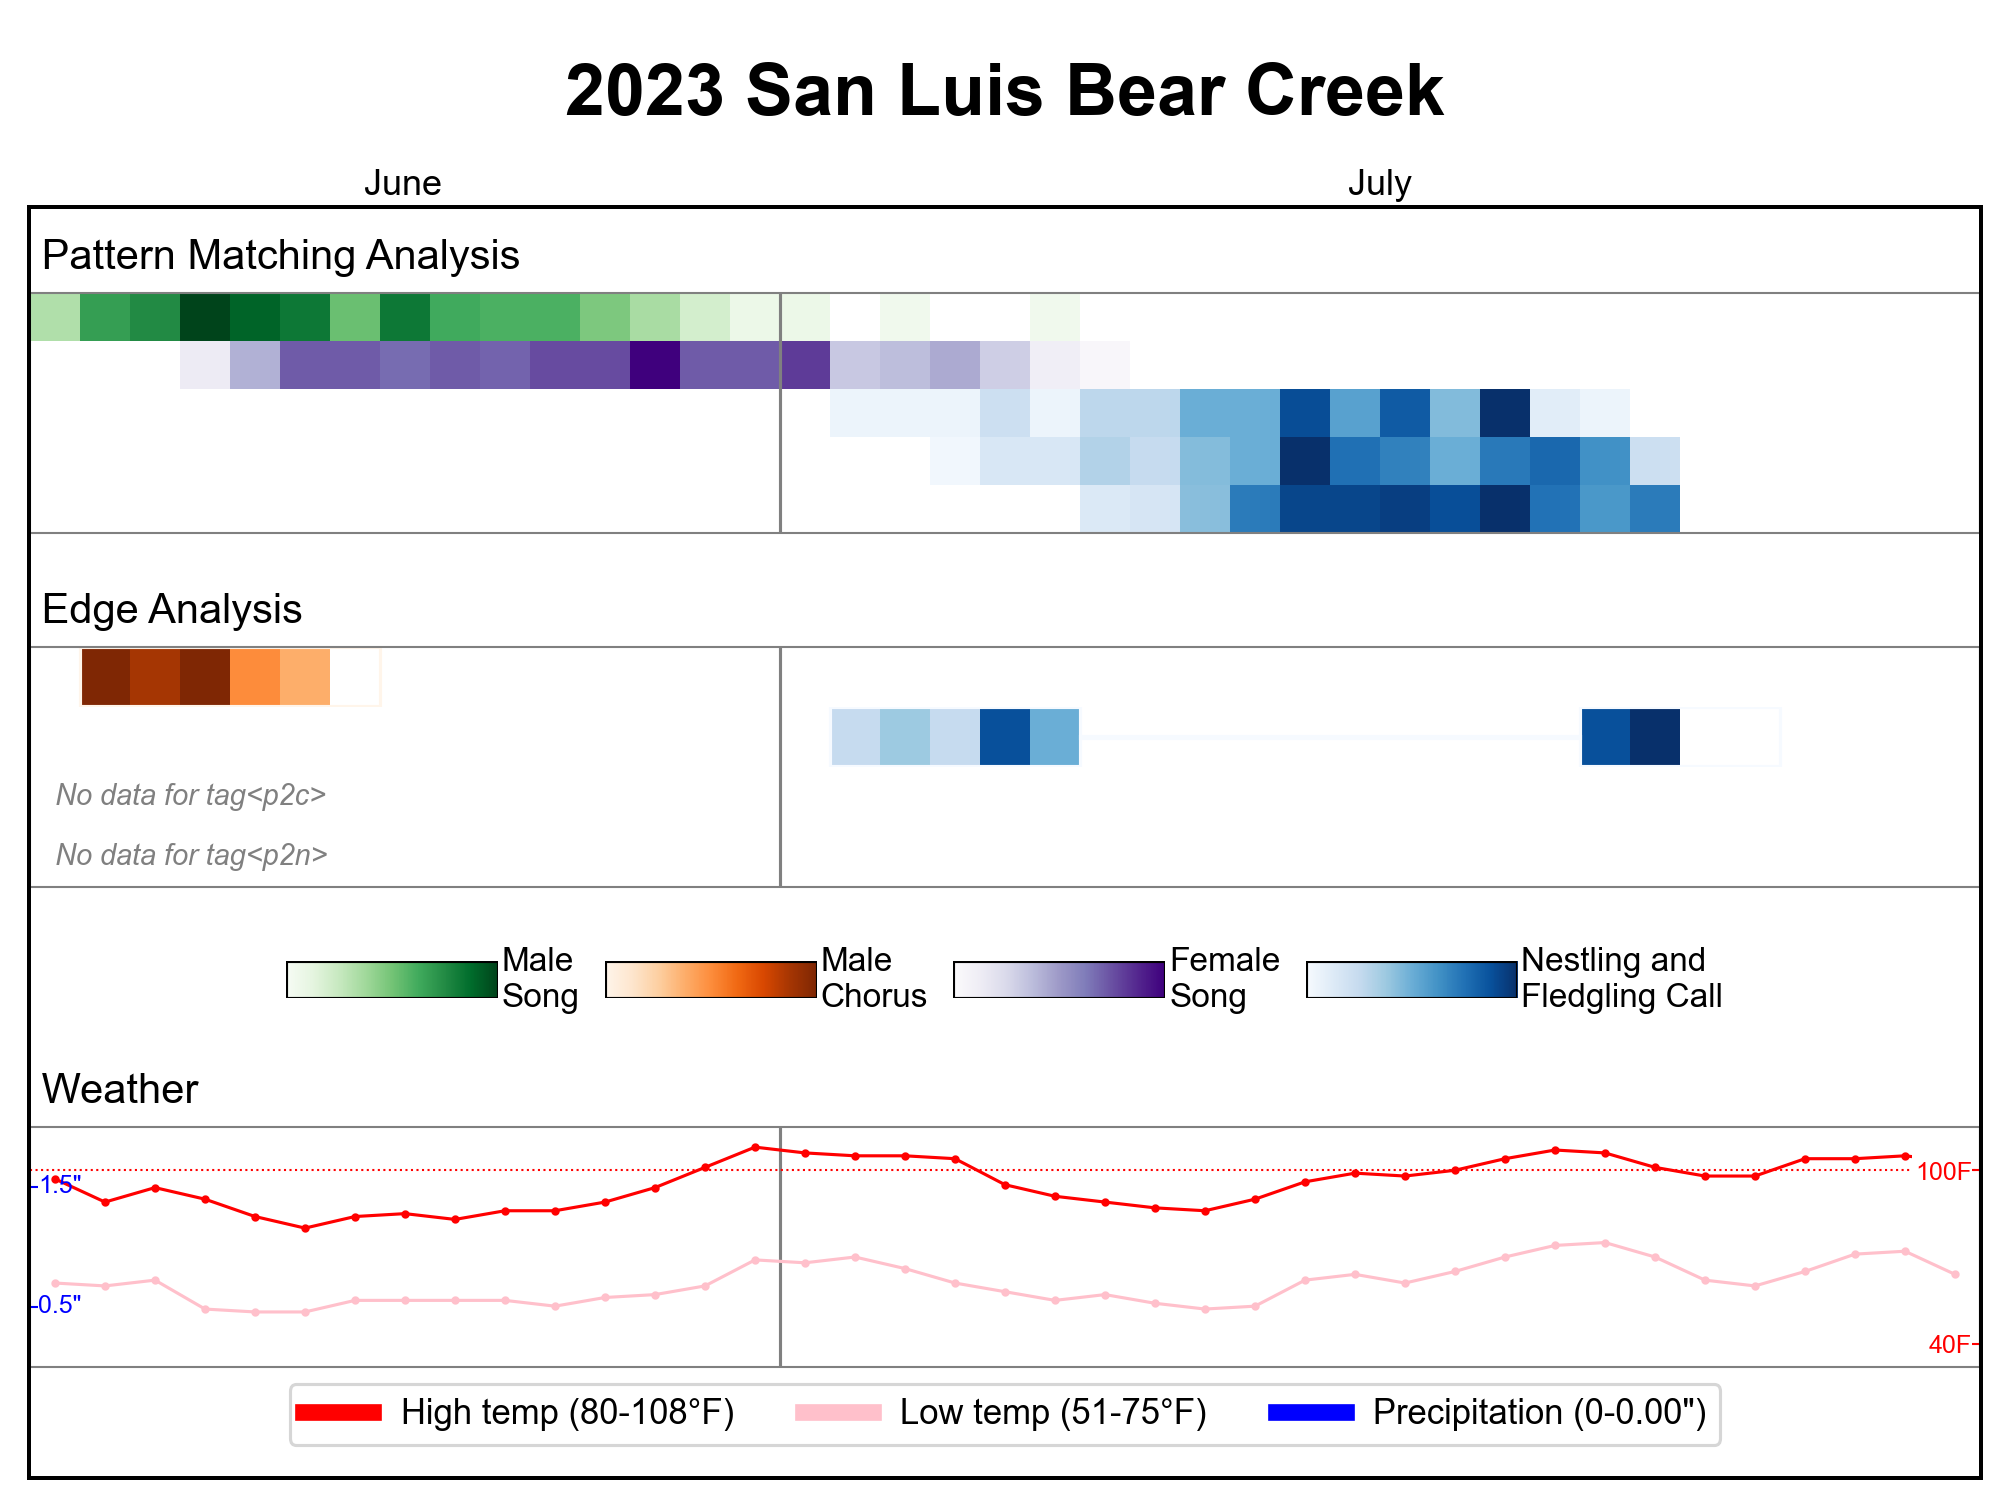 2023 San Luis Bear Creek
June
July
Pattern Matching Analysis
Edge Analysis
No data for tag<p2c>
No data for tag<p2n>
Male
Song
Male
Chorus
Female
Song
Nestling and
Fledgling Call
Weather
1.5"
100F
0.5"
40F
High temp (80-108°F)
Low temp (51-75°F)
Precipitation (0-0.00")